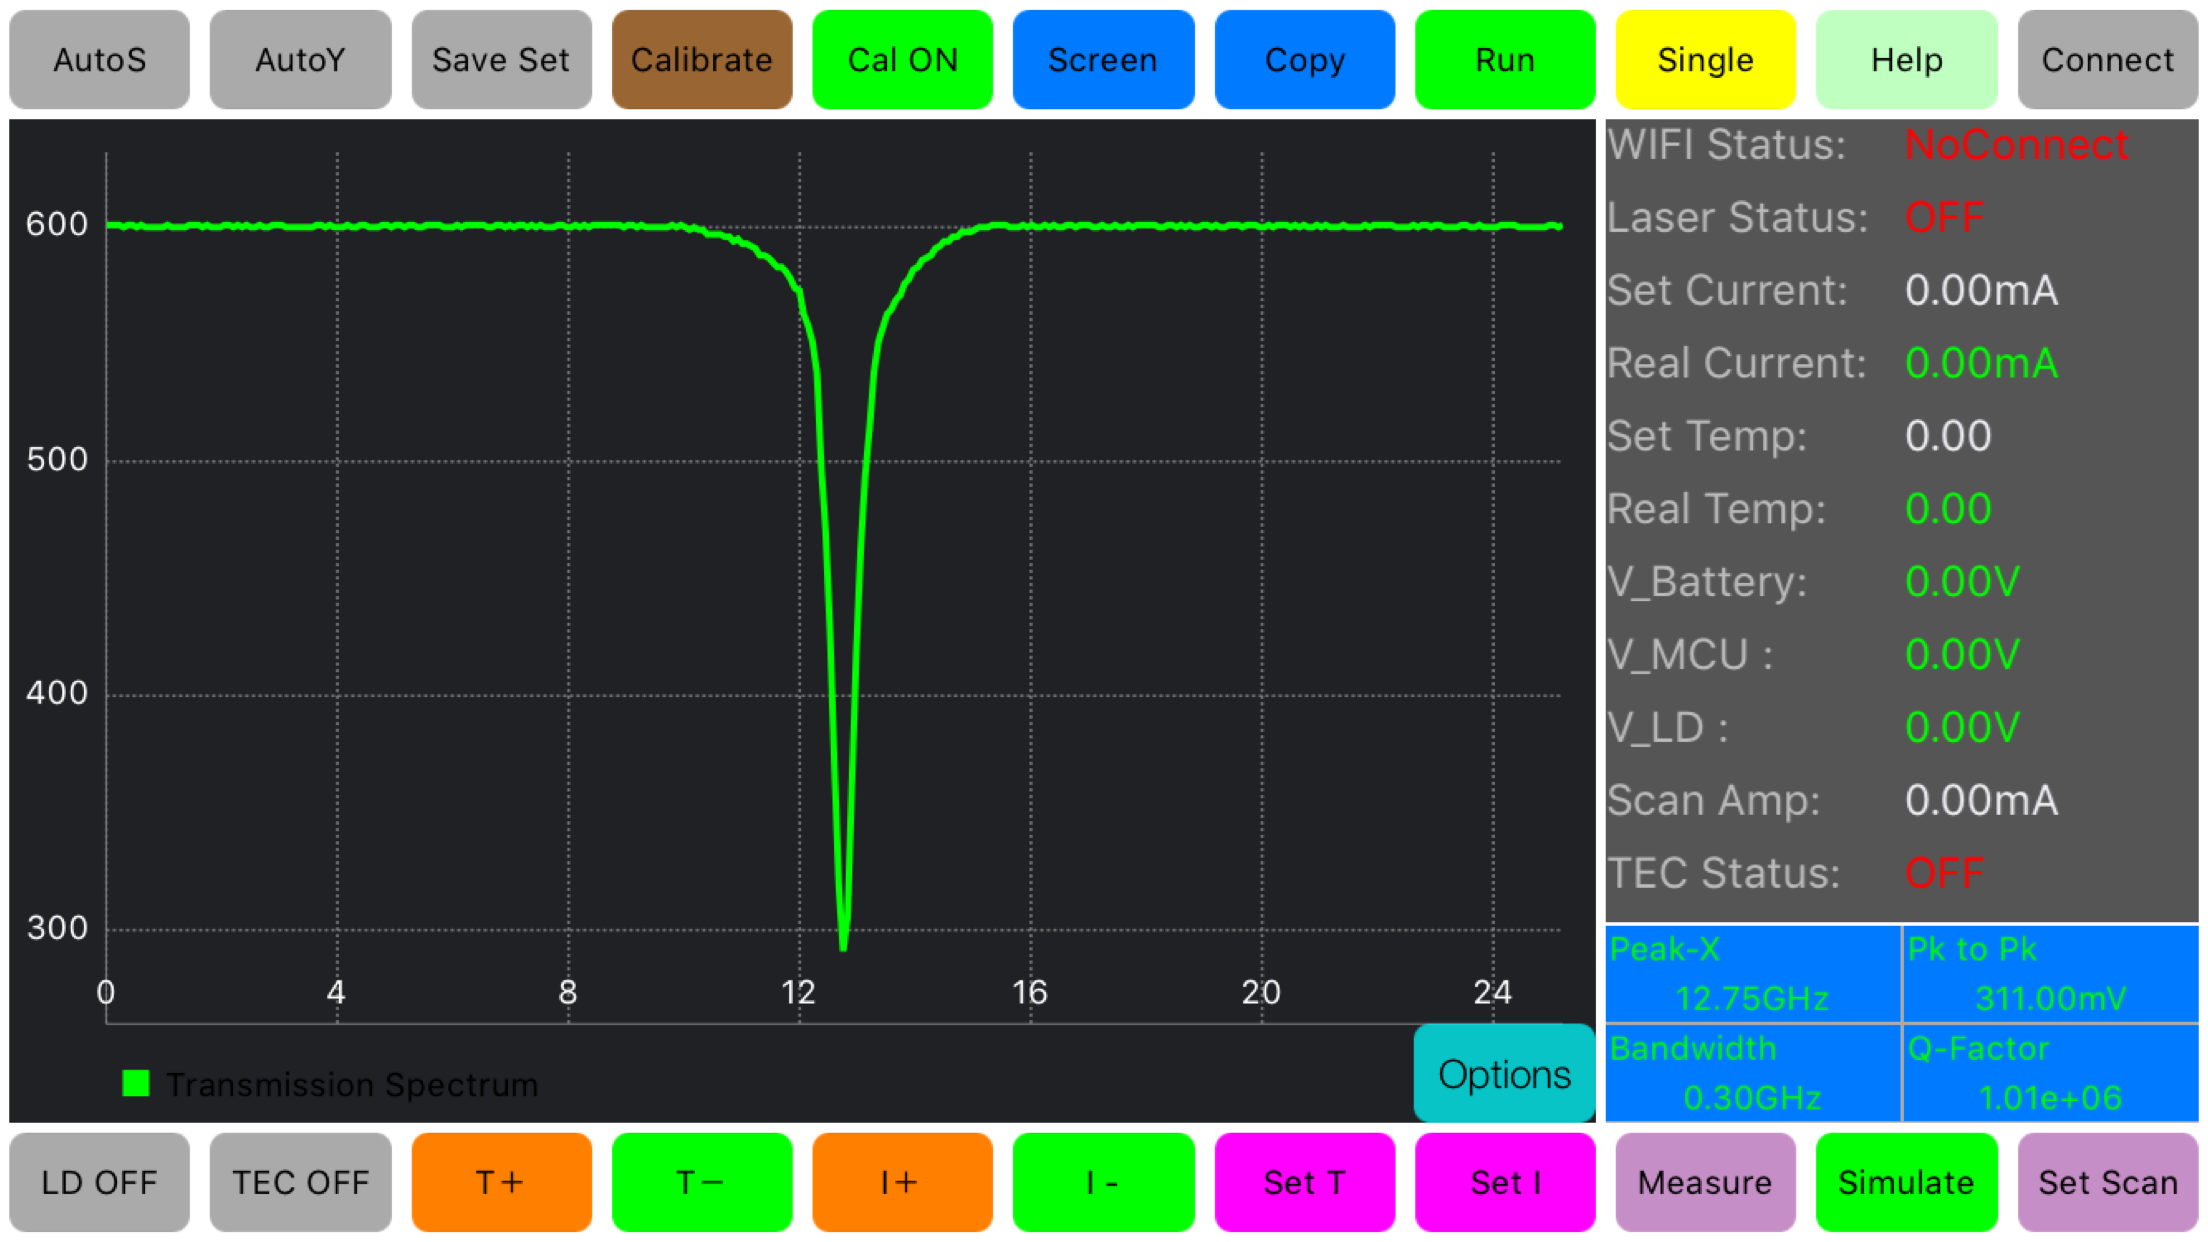 AutoS AutoY Save Set Calibrate Cal ON Screen Copy Run Single Help Connect
600
500
400
300
0 4 8 12 16 20 24
Transmission Spectrum
Options
WIFI Status: NoConnect
Laser Status: OFF
Set Current: 0.00mA
Real Current: 0.00mA
Set Temp: 0.00
Real Temp: 0.00
V_Battery: 0.00V
V_MCU : 0.00V
V_LD : 0.00V
Scan Amp: 0.00mA
TEC Status: OFF
Peak-X Pk to Pk
12.75GHz 311.00mV
Bandwidth Q-Factor
0.30GHz 1.01e+06
LD OFF TEC OFF T+ T− I+ I - Set T Set I Measure Simulate Set Scan